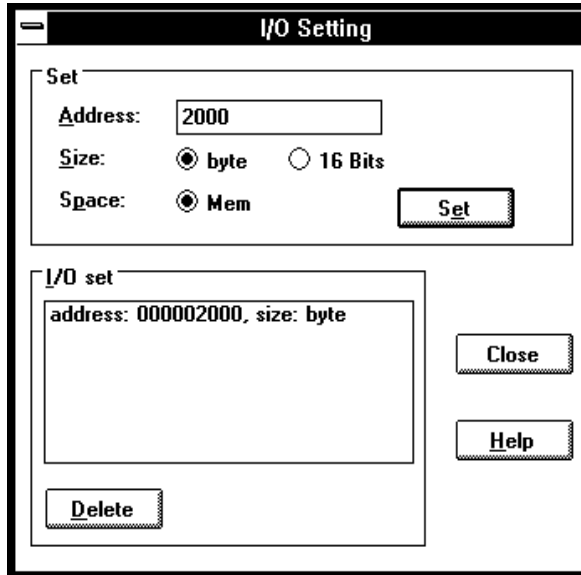 I/O Setting
Set
Address: 2000
Size: byte 16 Bits
Space: Mem Set
I/O set
address: 000002000, size: byte
Close
Help
Delete